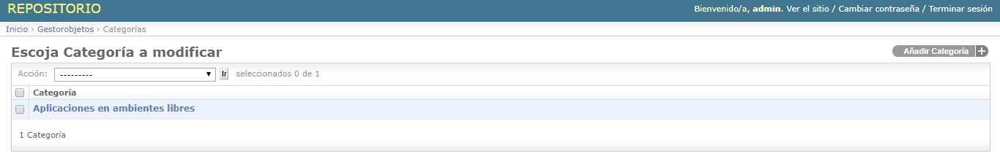 REPOSITORIO
Bienvenido/a, admin. Ver el sitio / Cambiar contraseña / Terminar sesión
Inicio › Gestorobjetos › Categorías
Escoja Categoría a modificar
Añadir Categoría +
Acción: --------- Ir seleccionados 0 de 1
Categoría
Aplicaciones en ambientes libres
1 Categoría